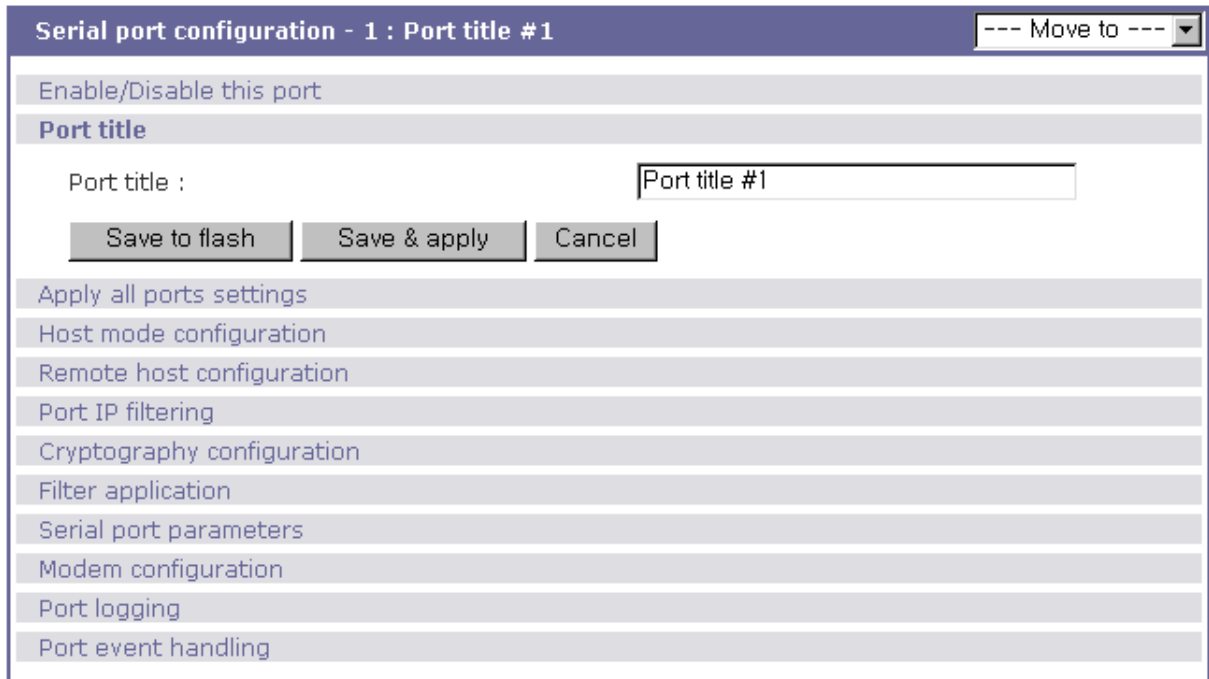 Serial port configuration - 1 : Port title #1 --- Move to ---
Enable/Disable this port
Port title
Port title : Port title #1
Save to flash Save & apply Cancel
Apply all ports settings
Host mode configuration
Remote host configuration
Port IP filtering
Cryptography configuration
Filter application
Serial port parameters
Modem configuration
Port logging
Port event handling